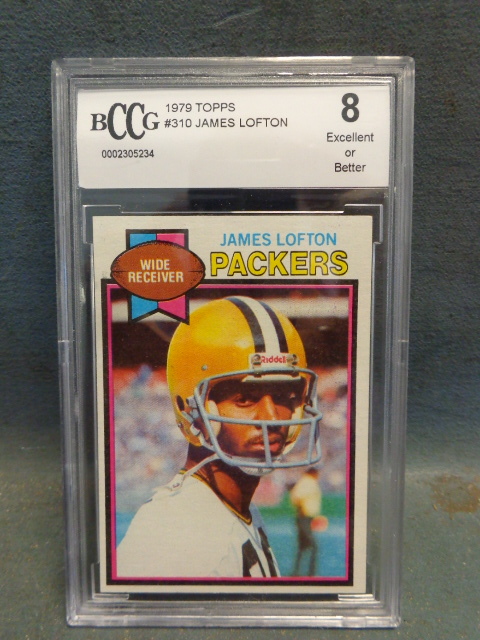 BCCG
1979 TOPPS
#310 JAMES LOFTON
0002305234
8
Excellent
or
Better
JAMES LOFTON
PACKERS
WIDE
RECEIVER
Riddell